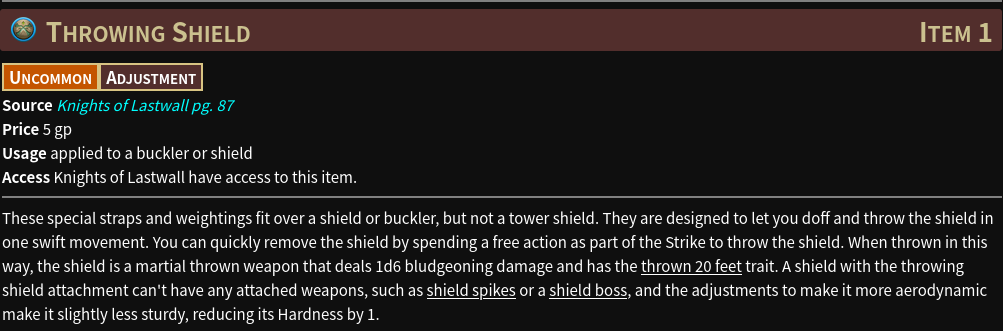 Throwing Shield Item 1
Uncommon Adjustment
Source Knights of Lastwall pg. 87
Price 5 gp
Usage applied to a buckler or shield
Access Knights of Lastwall have access to this item.
These special straps and weightings fit over a shield or buckler, but not a tower shield. They are designed to let you doff and throw the shield in
one swift movement. You can quickly remove the shield by spending a free action as part of the Strike to throw the shield. When thrown in this
way, the shield is a martial thrown weapon that deals 1d6 bludgeoning damage and has the thrown 20 feet trait. A shield with the throwing
shield attachment can't have any attached weapons, such as shield spikes or a shield boss, and the adjustments to make it more aerodynamic
make it slightly less sturdy, reducing its Hardness by 1.